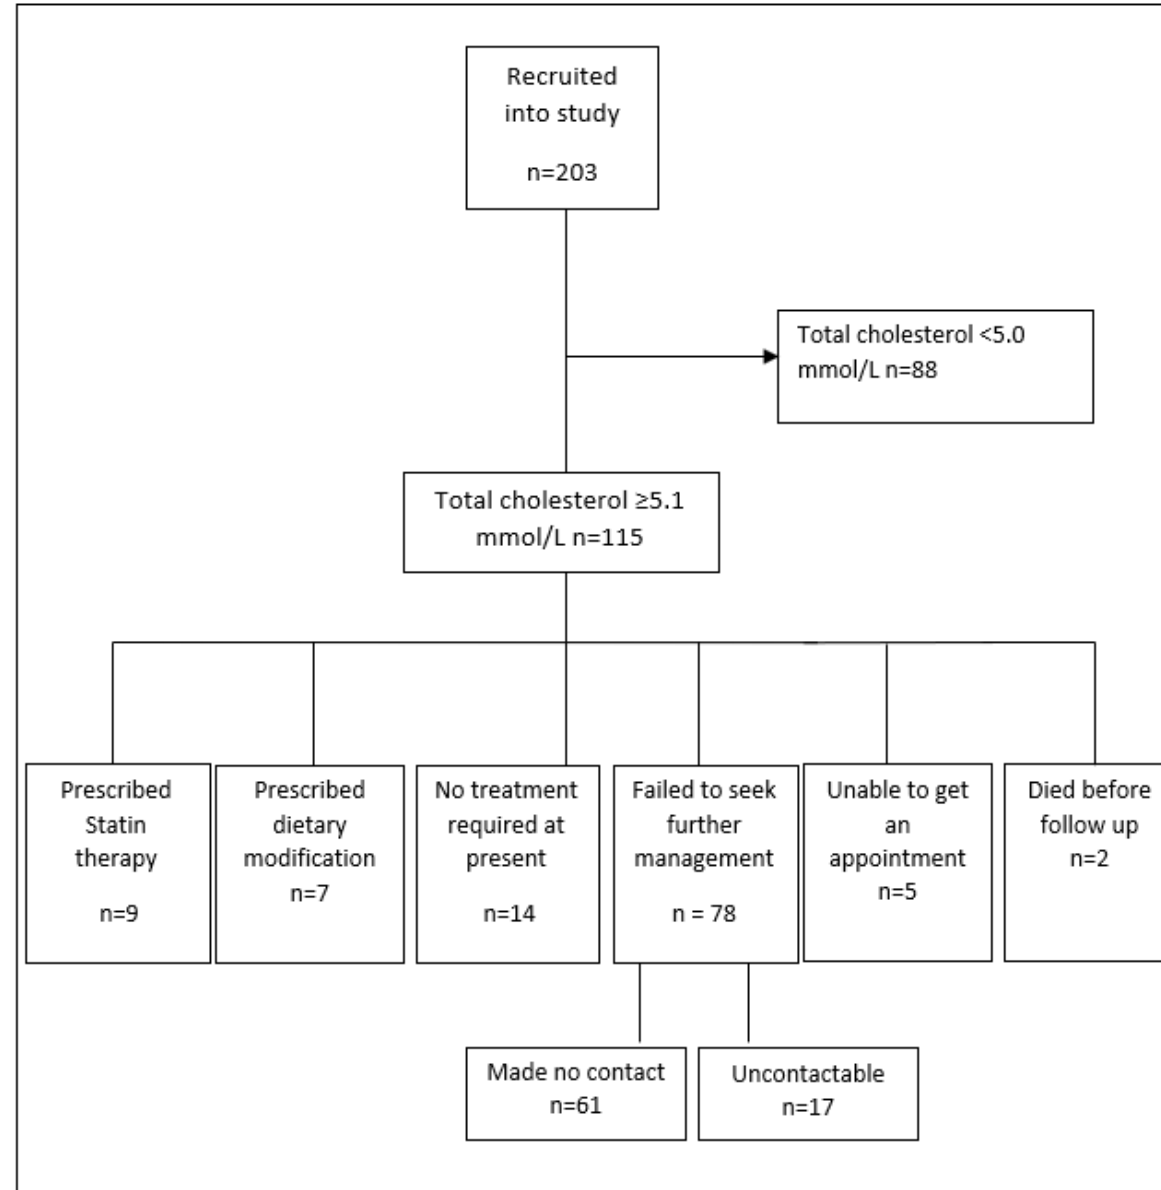 Recruited
into study
n=203
Total cholesterol <5.0
mmol/L n=88
Total cholesterol ≥5.1
mmol/L n=115
Prescribed
Statin
therapy
n=9
Prescribed
dietary
modification
n=7
No treatment
required at
present
n=14
Failed to seek
further
management
n = 78
Unable to get
an
appointment
n=5
Died before
follow up
n=2
Made no contact
n=61
Uncontactable
n=17